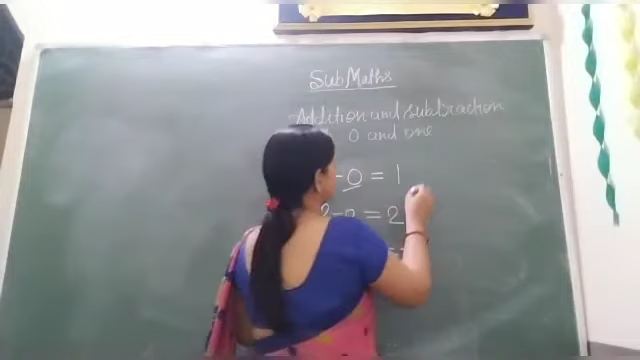 Sub Maths
Addition and subtraction
0 and one
-0 = 1
2-0 = 2
=